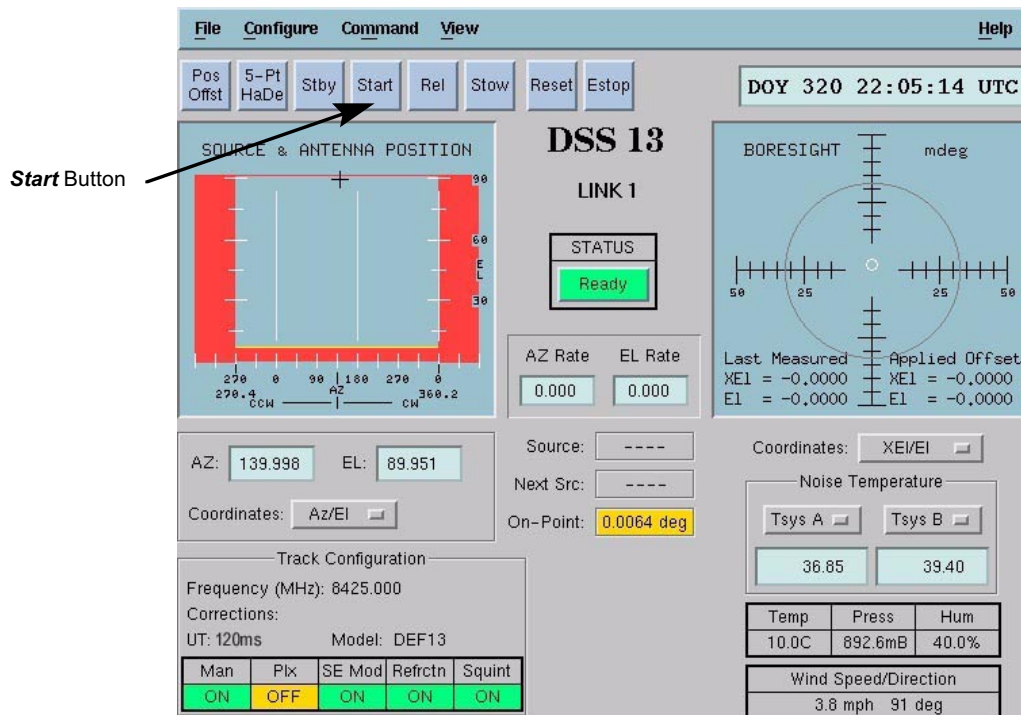 File Configure Command View Help
Pos Offst
5-Pt HaDe
Stby Start Rel Stow Reset Estop
DOY 320 22:05:14 UTC
Start Button
SOURCE & ANTENNA POSITION
90
60
EL
30
270 0 90 180 270 0
270.4 AZ 360.2
CCW CW
DSS 13
LINK 1
STATUS
Ready
AZ Rate EL Rate
0.000 0.000
BORESIGHT mdeg
50 25 25 50
Last Measured Applied Offset
XEl = -0.0000 XEl = -0.0000
El = -0.0000 El = -0.0000
AZ: 139.998 EL: 89.951
Coordinates: Az/El
Source: ----
Next Src: ----
On-Point: 0.0064 deg
Coordinates: XEl/El
Noise Temperature
Tsys A Tsys B
36.85 39.40
Track Configuration
Frequency (MHz): 8425.000
Corrections:
UT: 120ms Model: DEF13
Man Plx SE Mod Refrctn Squint
ON OFF ON ON ON
Temp Press Hum
10.0C 892.6mB 40.0%
Wind Speed/Direction
3.8 mph 91 deg